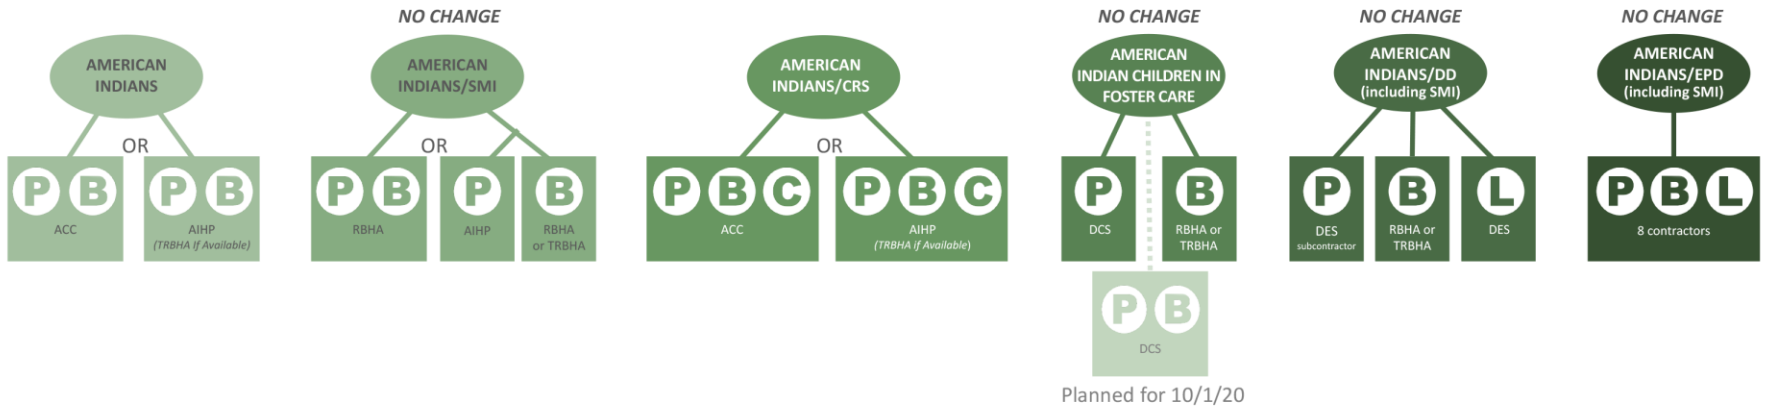 NO CHANGE
NO CHANGE
NO CHANGE
NO CHANGE
AMERICAN
INDIANS
OR
P B
ACC
P B
AIHP
(TRBHA If Available)
AMERICAN
INDIANS/SMI
OR
P B
RBHA
P
AIHP
B
RBHA
or TRBHA
AMERICAN
INDIANS/CRS
OR
P B C
ACC
P B C
AIHP
(TRBHA if Available)
AMERICAN
INDIAN CHILDREN IN
FOSTER CARE
P
DCS
B
RBHA or
TRBHA
P B
DCS
Planned for 10/1/20
AMERICAN
INDIANS/DD
(including SMI)
P
DES
subcontractor
B
RBHA or
TRBHA
L
DES
AMERICAN
INDIANS/EPD
(including SMI)
P B L
8 contractors